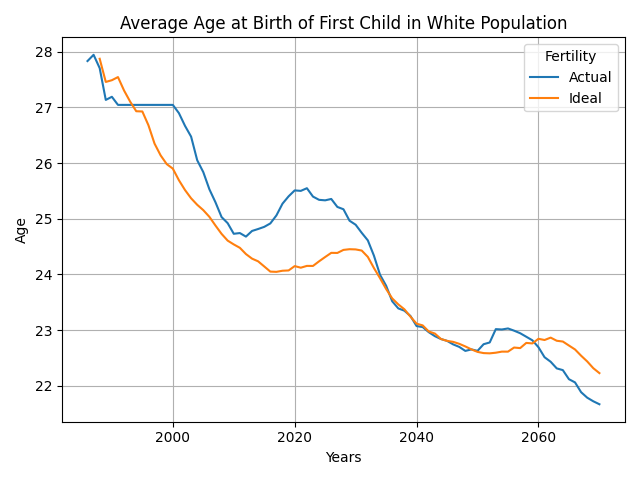 Average Age at Birth of First Child in White Population
Fertility
Actual
Ideal
Age
28
27
26
25
24
23
22
2000 2020 2040 2060
Years